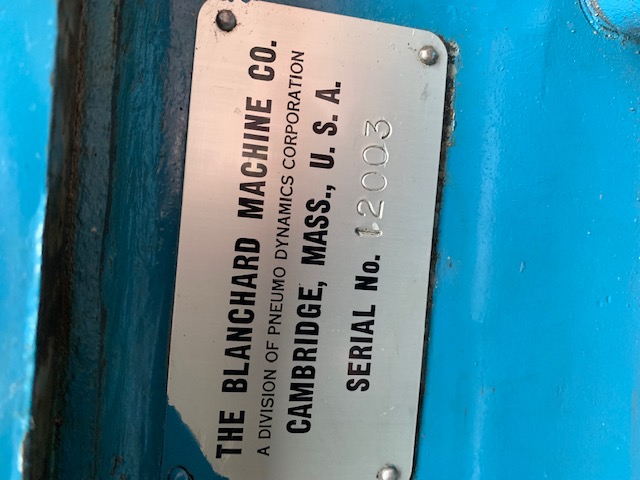 THE BLANCHARD MACHINE CO.
A DIVISION OF PNEUMO DYNAMICS CORPORATION
CAMBRIDGE, MASS., U. S. A.
SERIAL No. 12003